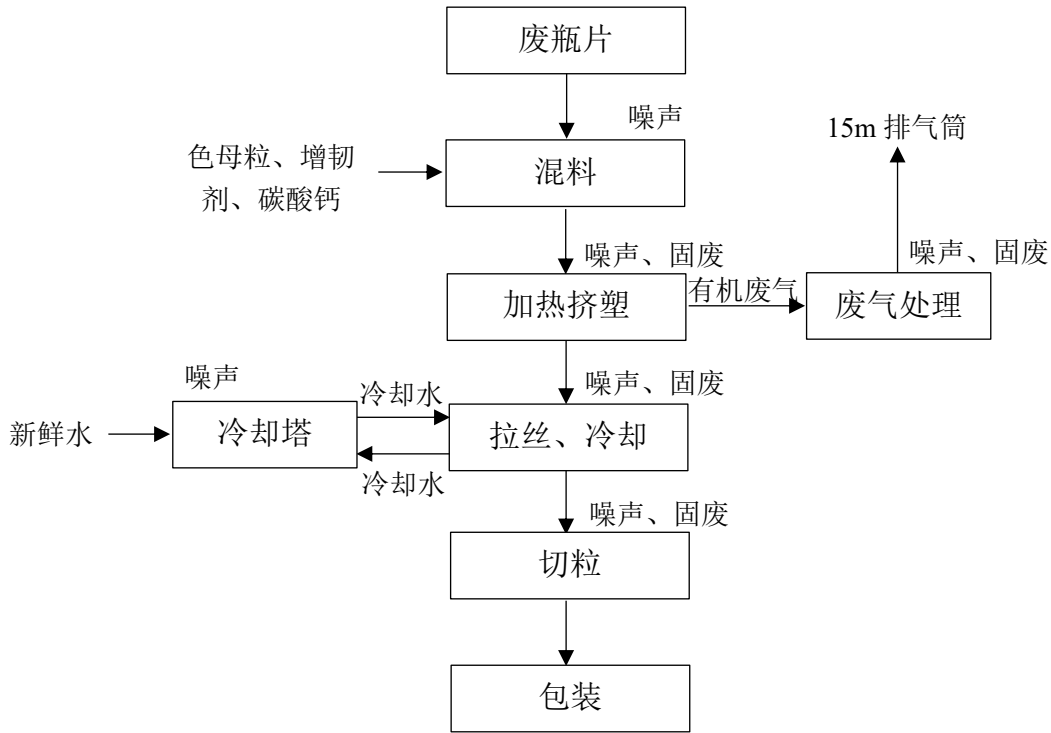 废瓶片
噪声
15m 排气筒
色母粒、增韧
剂、碳酸钙
混料
噪声、固废
噪声、固废
加热挤塑
有机废气
废气处理
噪声、固废
噪声
冷却水
新鲜水
冷却塔
拉丝、冷却
冷却水
噪声、固废
切粒
包装